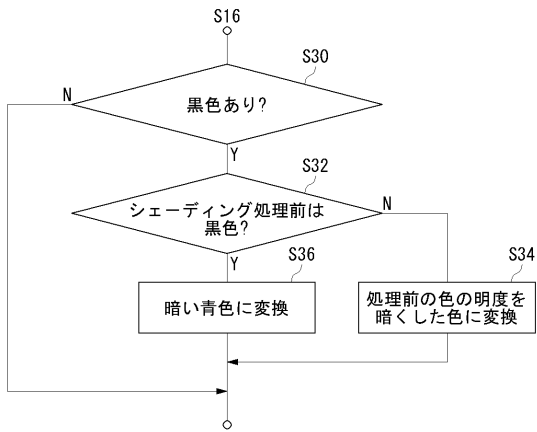 S16
S30
黒色あり?
N
Y
S32
シェーディング処理前は
黒色?
N
Y
S36
暗い青色に変換
S34
処理前の色の明度を
暗くした色に変換